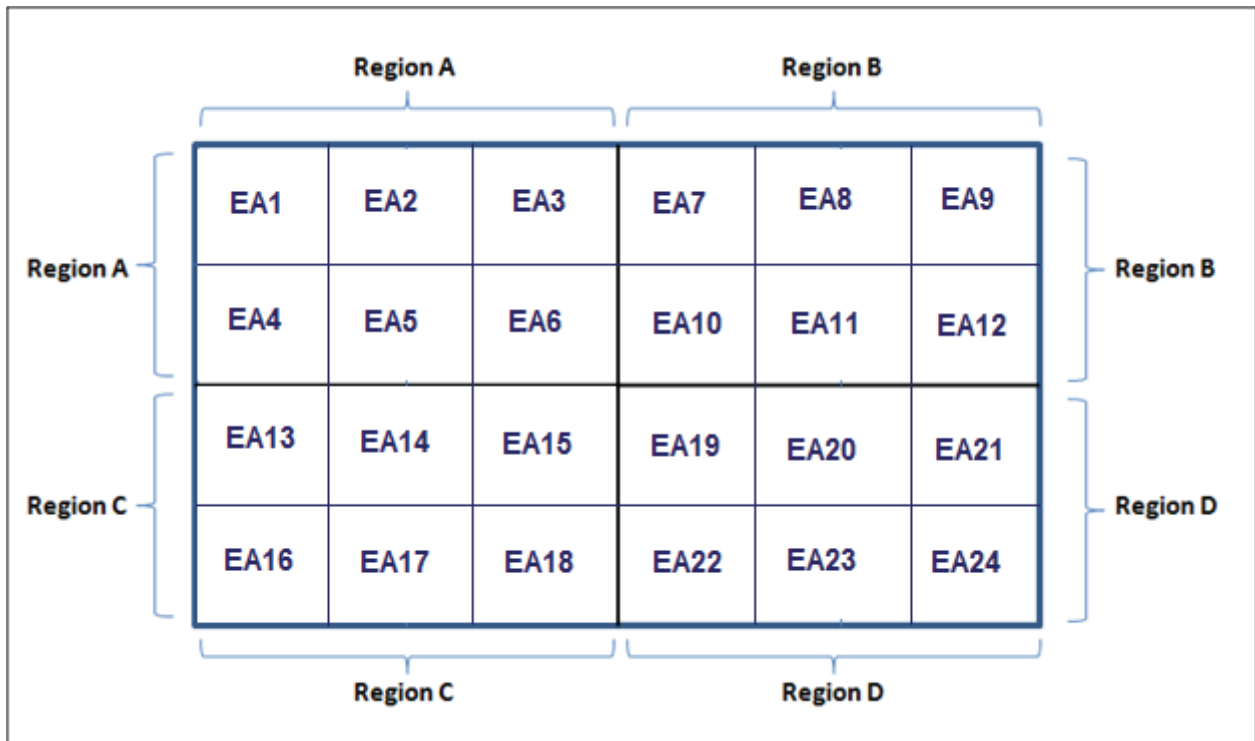 Region A Region B
EA1 EA2 EA3 EA7 EA8 EA9
Region A Region B
EA4 EA5 EA6 EA10 EA11 EA12
EA13 EA14 EA15 EA19 EA20 EA21
Region C Region D
EA16 EA17 EA18 EA22 EA23 EA24
Region C Region D